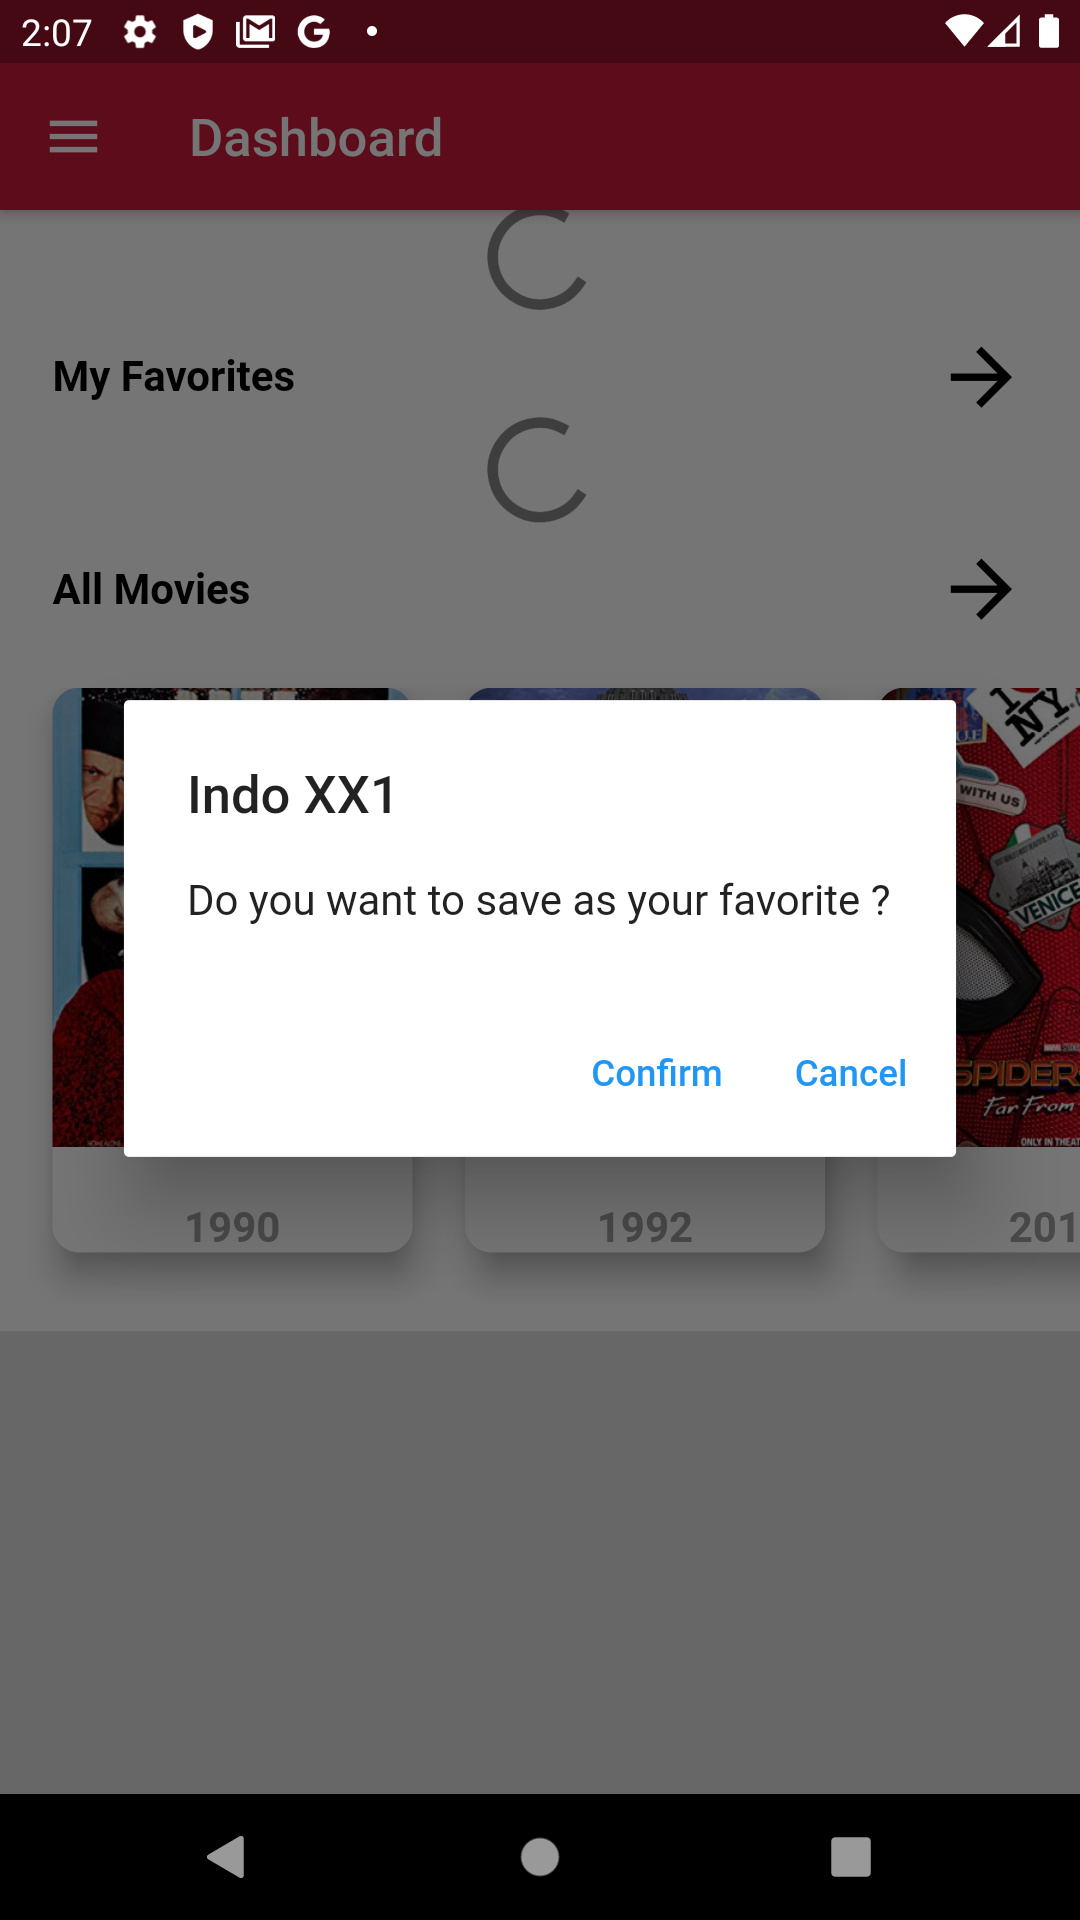 2:07
Dashboard
My Favorites
All Movies
I
NY
WITH US
VENICE
SPIDER
Far From
ONLY IN THEAT
Indo XX1
Do you want to save as your favorite ?
Confirm
Cancel
1990
1992
201